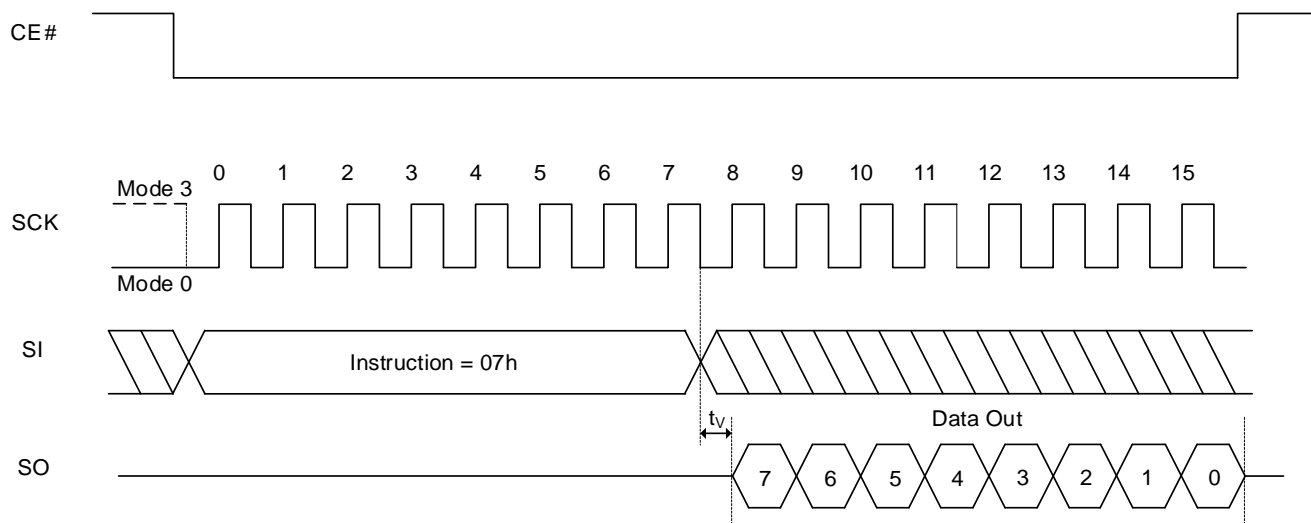 CE#
0 1 2 3 4 5 6 7 8 9 10 11 12 13 14 15
Mode 3
SCK
Mode 0
SI
Instruction = 07h
tV
Data Out
SO
7 6 5 4 3 2 1 0